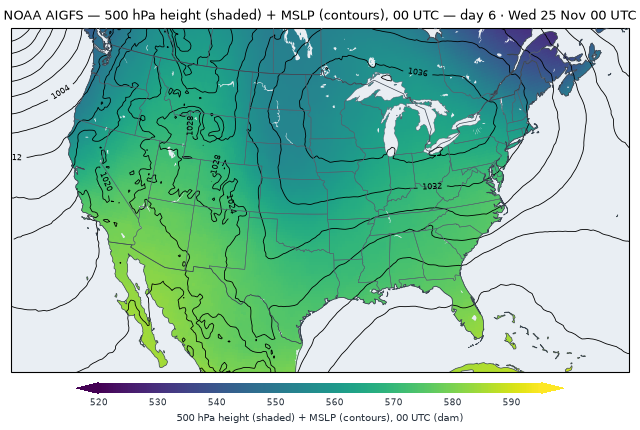 NOAA AIGFS — 500 hPa height (shaded) + MSLP (contours), 00 UTC — day 6 · Wed 25 Nov 00 UTC
1036
1004
1028
12
1028
1020
1032
1024
520 530 540 550 560 570 580 590
500 hPa height (shaded) + MSLP (contours), 00 UTC (dam)